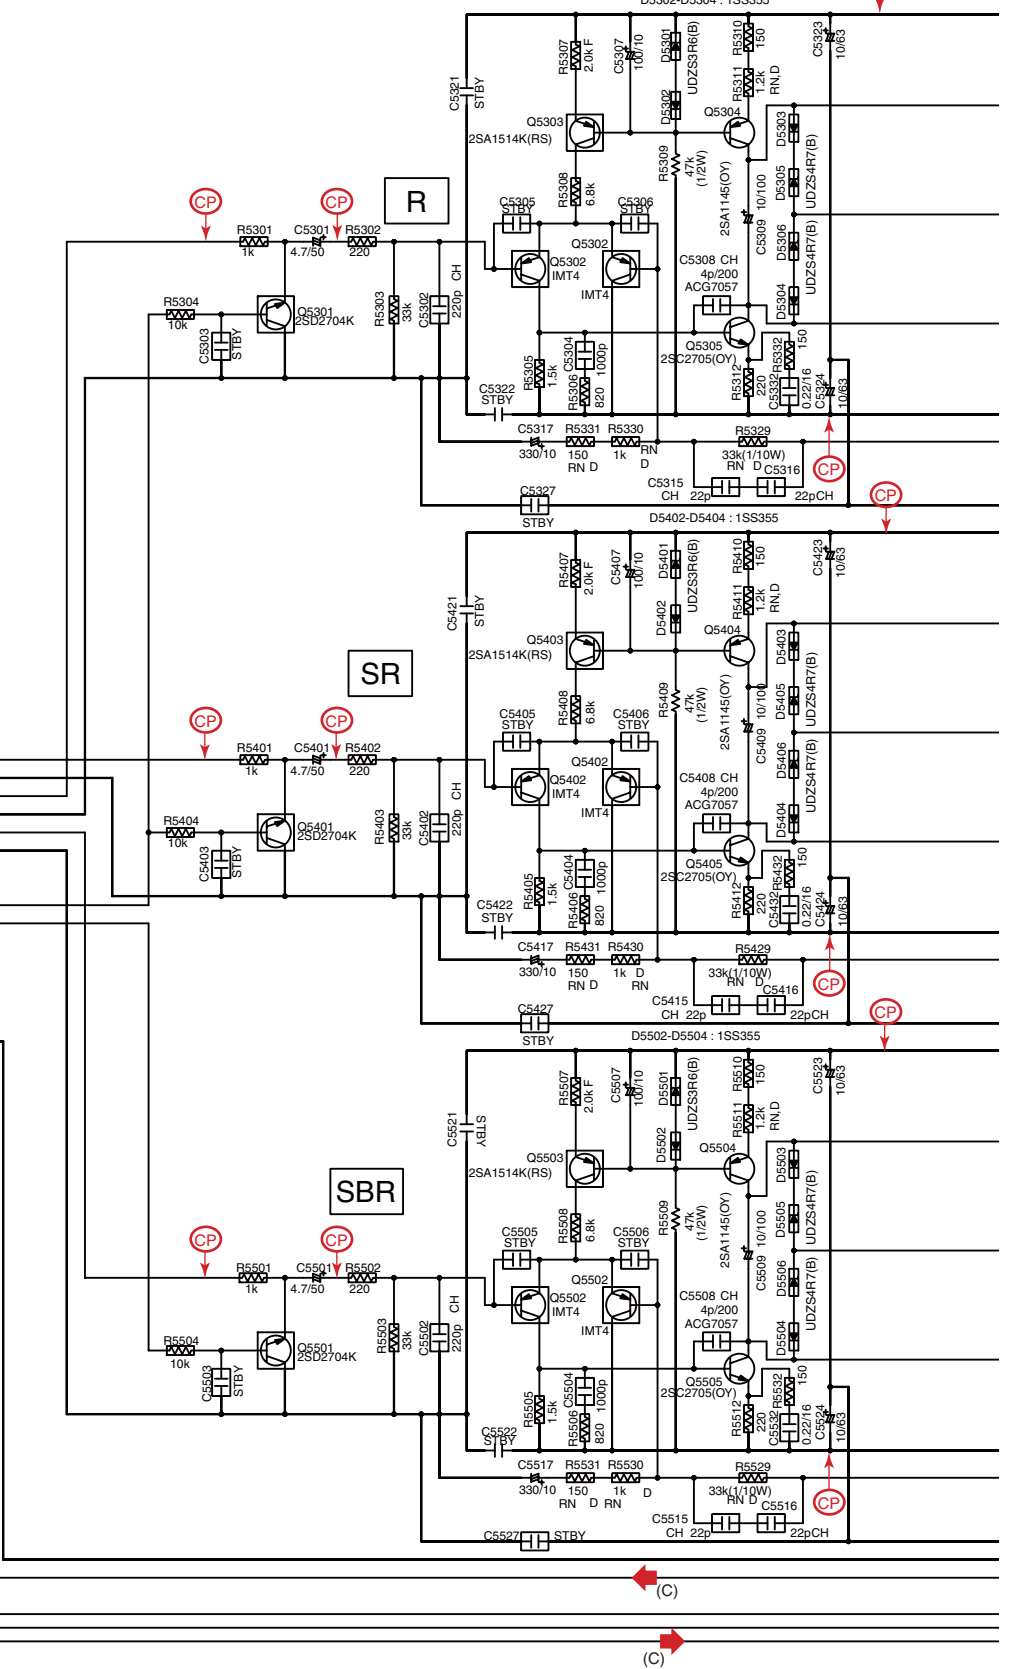 D5302-D5304 : 1SS355
R5307
2.0k F
C5307
100/10
D5301
UDZS3R6(B)
R5310
150
C5323
10/63
C5321
STBY
D5302
R5311
1.2k
RN,D
Q5303
2SA1514K(RS)
Q5304
D5303
R5309
47k
(1/2W)
UDZS4R7(B)
CP
CP
R
R5308
6.8k
2SA1145(OY)
D5305
C5305
STBY
C5306
STBY
10/100
C5309
R5301
1k
C5301
4.7/50
R5302
220
Q5302
IMT4
Q5302
IMT4
D5306
UDZS4R7(B)
CH
C5308 CH
4p/200
ACG7057
D5304
R5304
10k
Q5301
2SD2704K
R5303
33k
C5302
220p
C5303
STBY
Q5305
2SC2705(OY)
R5332
150
R5305
1.5k
C5304
1000p
R5306
820
R5312
220
C5332
0.22/16
C5324
10/63
C5322
STBY
C5317
330/10
R5331
150
RN D
R5330
1k
RN
D
R5329
33k(1/10W)
RN D
CP
C5315
CH 22p
C5316
22pCH
C5327
STBY
CP
D5402-D5404 : 1SS355
R5407
2.0k F
C5407
100/10
D5401
UDZS3R6(B)
R5410
150
C5423
10/63
C5421
STBY
D5402
R5411
1.2k
RN,D
Q5403
2SA1514K(RS)
Q5404
D5403
UDZS4R7(B)
SR
R5408
6.8k
R5409
47k
(1/2W)
2SA1145(OY)
10/100
D5405
CP
CP
C5405
STBY
C5406
STBY
C5409
R5401
1k
C5401
4.7/50
R5402
220
Q5402
IMT4
Q5402
IMT4
D5406
UDZS4R7(B)
CH
C5408 CH
4p/200
ACG7057
D5404
R5404
10k
Q5401
2SD2704K
R5403
33k
C5402
220p
C5403
STBY
Q5405
2SC2705(OY)
R5432
150
R5405
1.5k
C5404
1000p
R5406
820
R5412
220
C5432
0.22/16
C5424
10/63
C5422
STBY
C5417
330/10
R5431
150
RN D
R5430
1k D
RN
R5429
33k(1/10W)
RN D
CP
C5415
CH 22p
C5416
22pCH
C5427
STBY
CP
D5502-D5504 : 1SS355
R5507
2.0k F
C5507
100/10
D5501
UDZS3R6(B)
R5510
150
C5523
10/63
C5521
STBY
D5502
R5511
1.2k
RN,D
Q5503
2SA1514K(RS)
Q5504
D5503
UDZS4R7(B)
SBR
R5508
6.8k
R5509
47k
(1/2W)
2SA1145(OY)
10/100
D5505
CP
CP
C5505
STBY
C5506
STBY
C5509
R5501
1k
C5501
4.7/50
R5502
220
Q5502
IMT4
Q5502
IMT4
D5506
UDZS4R7(B)
CH
C5508 CH
4p/200
ACG7057
D5504
R5504
10k
Q5501
2SD2704K
R5503
33k
C5502
220p
C5503
STBY
Q5505
2SC2705(OY)
R5532
150
R5505
1.5k
C5504
1000p
R5506
820
R5512
220
C5532
0.22/16
C5524
10/63
C5522
STBY
C5517
330/10
R5531
150
RN D
R5530
1k
RN
D
R5529
33k(1/10W)
RN D
CP
C5515
CH 22p
C5516
22pCH
C5527
STBY
(C)
(C)